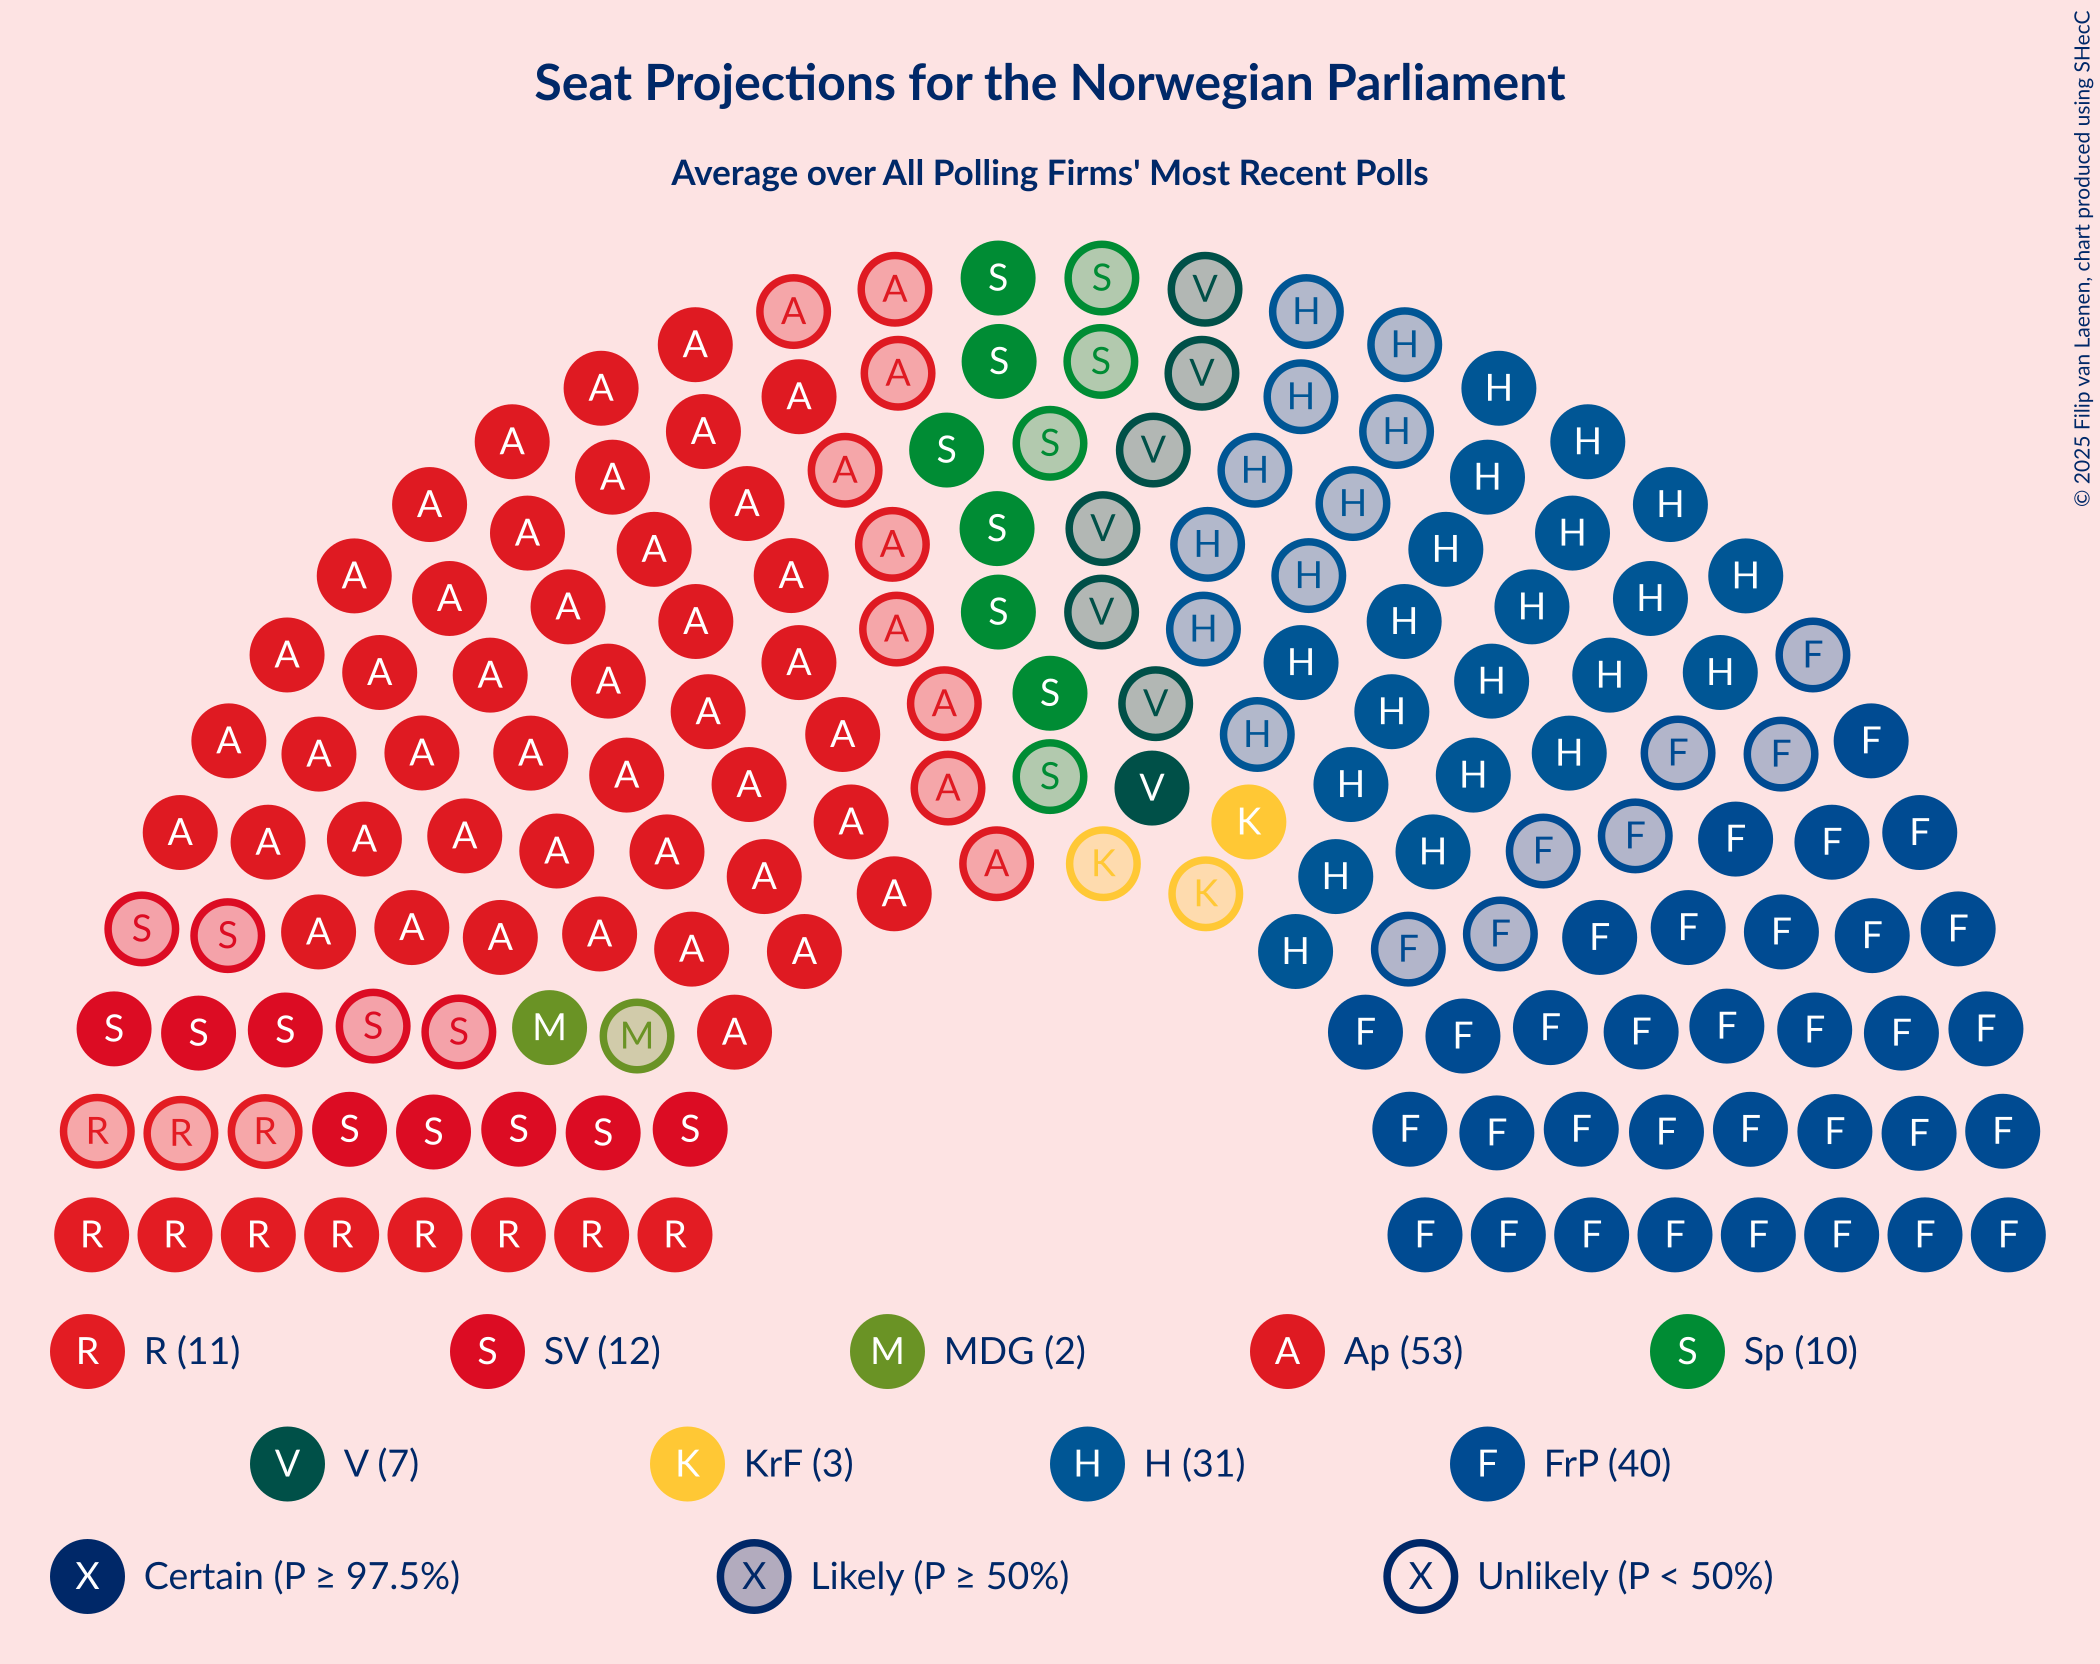 Seat Projections for the Norwegian Parliament
Average over All Polling Firms' Most Recent Polls
© 2025 Filip van Laenen, chart produced using SHecC
S S V
A A H H
A S S V H
A H H
A A H H
A A S S V H H
A A H H H
A A A S V H H H H
A A A H H H
A A A A S V H H H H H
A A A A A S V H H H H H F
A A A A A A S V H H H H F F F
A A A A A A A A S V K H H F F F F F
A A A K K H
S S A A A A A A H F F F F F F F
S S S S S M M A F F F F F F F F
R R R S S S S S F F F F F F F F
R R R R R R R R F F F F F F F F
R R (11) S SV (12) M MDG (2) A Ap (53) S Sp (10)
V V (7) K KrF (3) H H (31) F FrP (40)
X Certain (P ≥ 97.5%) X Likely (P ≥ 50%) X Unlikely (P < 50%)